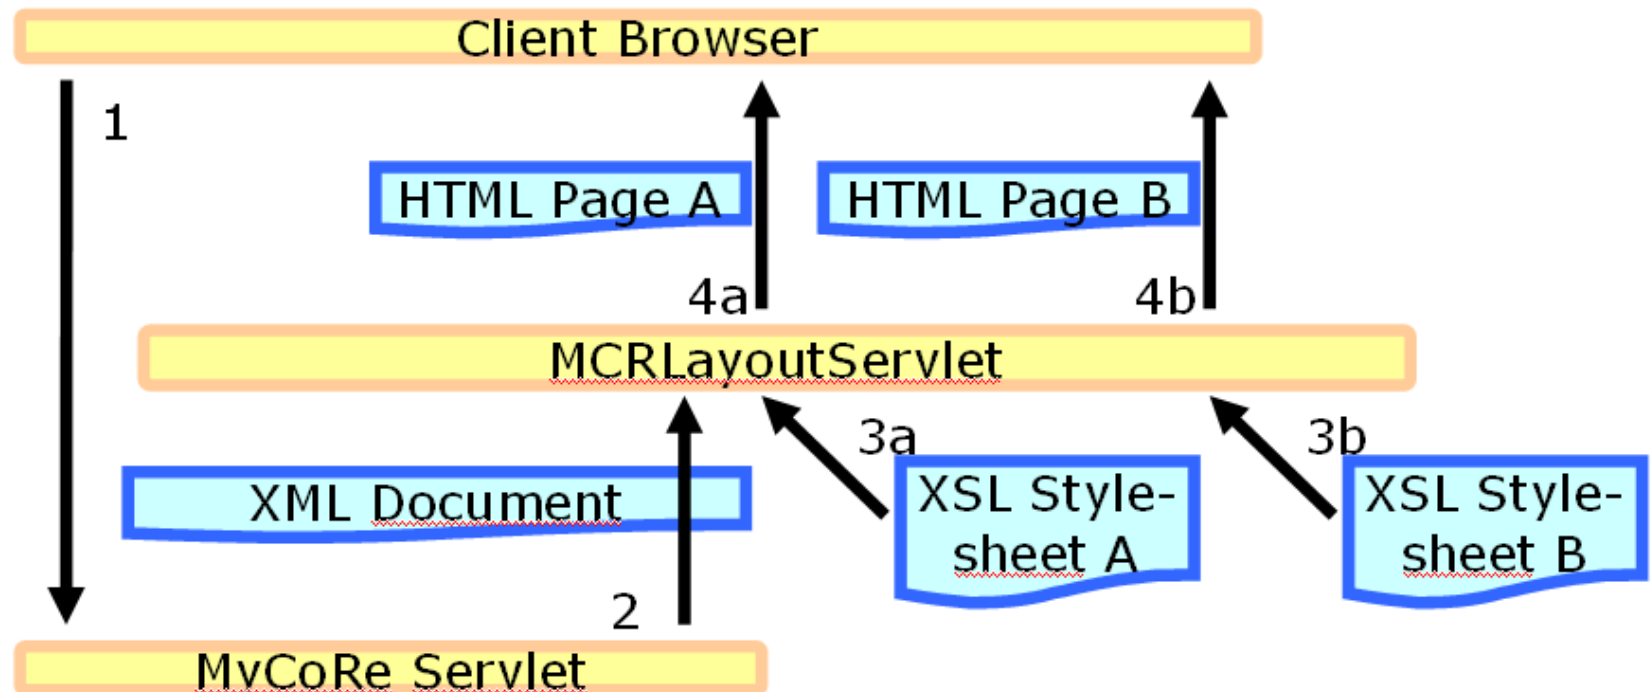 Client Browser
1
HTML Page A
HTML Page B
4a
4b
MCRLayoutServlet
3a
3b
XML Document
XSL Style-
sheet A
XSL Style-
sheet B
2
MyCoRe Servlet